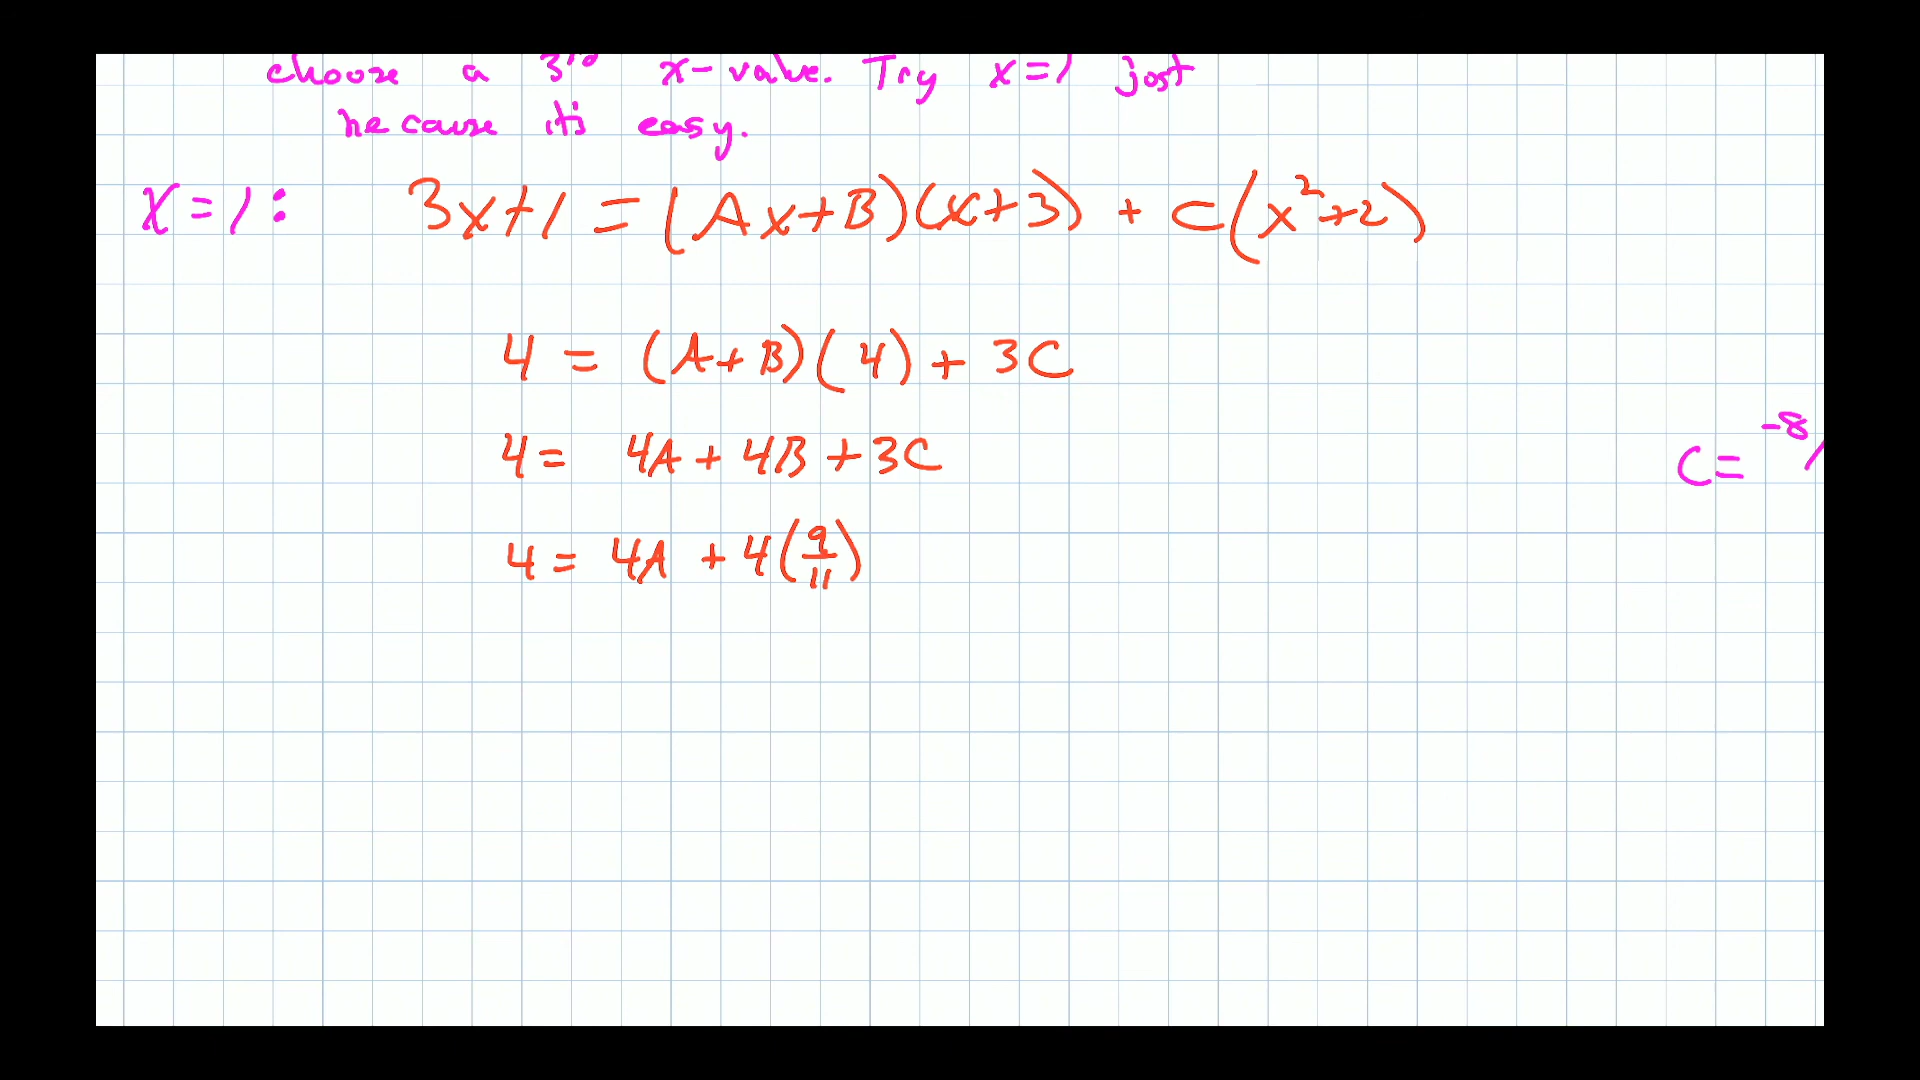 choose a 3rd x-value. Try x=1 just
because it's easy.
x=1: 3x+1 = (Ax+B)(x+3) + C(x²+2)
4 = (A+B)(4) + 3C
4 = 4A + 4B + 3C
C= -8/
4 = 4A + 4(9/11)